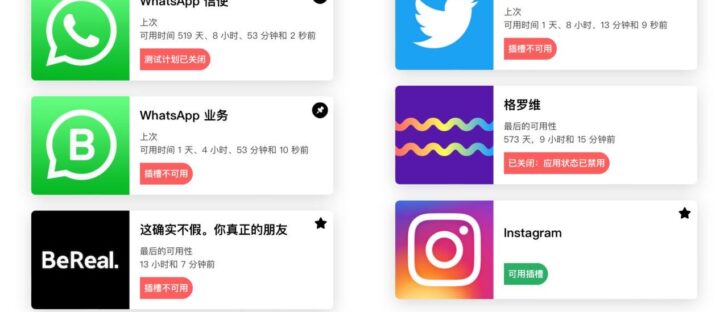 WhatsApp 信使
上次
可用时间 519 天、8 小时、53 分钟和 2 秒前
测试计划已关闭
B
WhatsApp 业务
上次
可用时间 1 天、4 小时、53 分钟和 10 秒前
插槽不可用
BeReal.
这确实不假。你真正的朋友
最后的可用性
13 小时和 7 分钟前
插槽不可用
上次
可用时间 1 天、8 小时、13 分钟和 9 秒前
插槽不可用
格罗维
最后的可用性
573 天，9 小时和 15 分钟前
已关闭：应用状态已禁用
Instagram
可用插槽